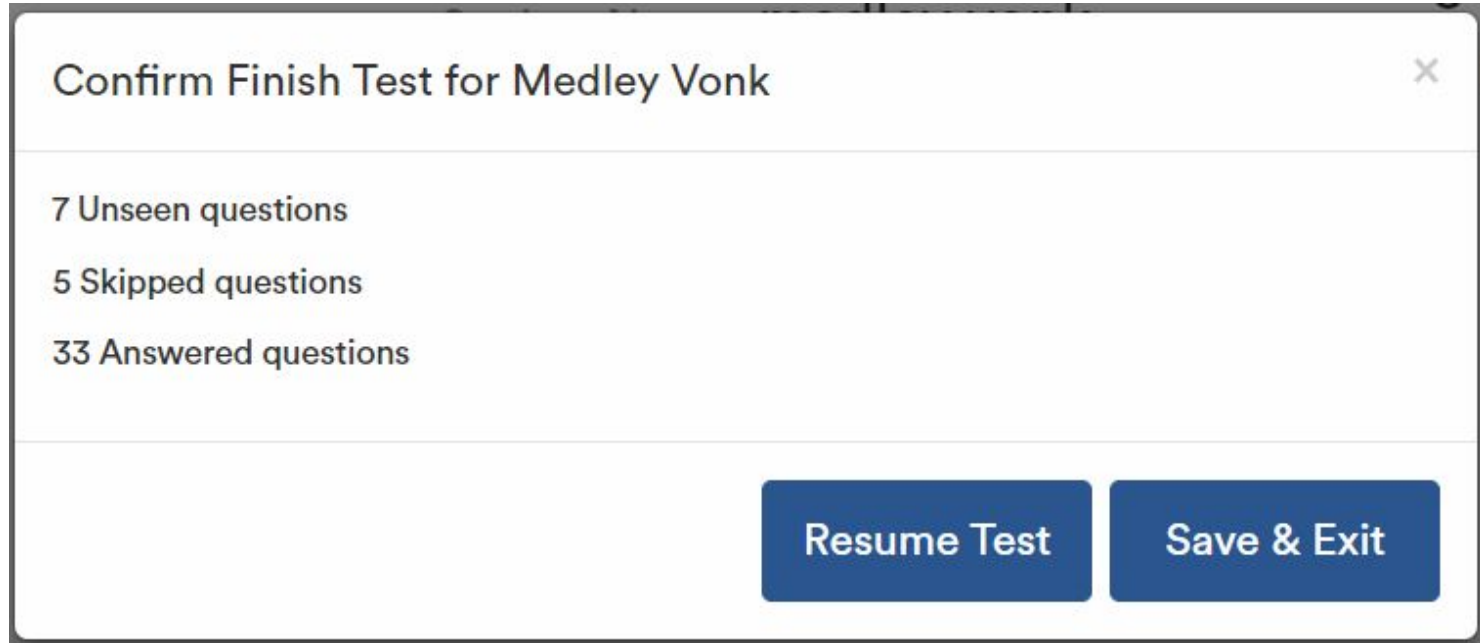 Confirm Finish Test for Medley Vonk
×
7 Unseen questions
5 Skipped questions
33 Answered questions
Resume Test
Save & Exit